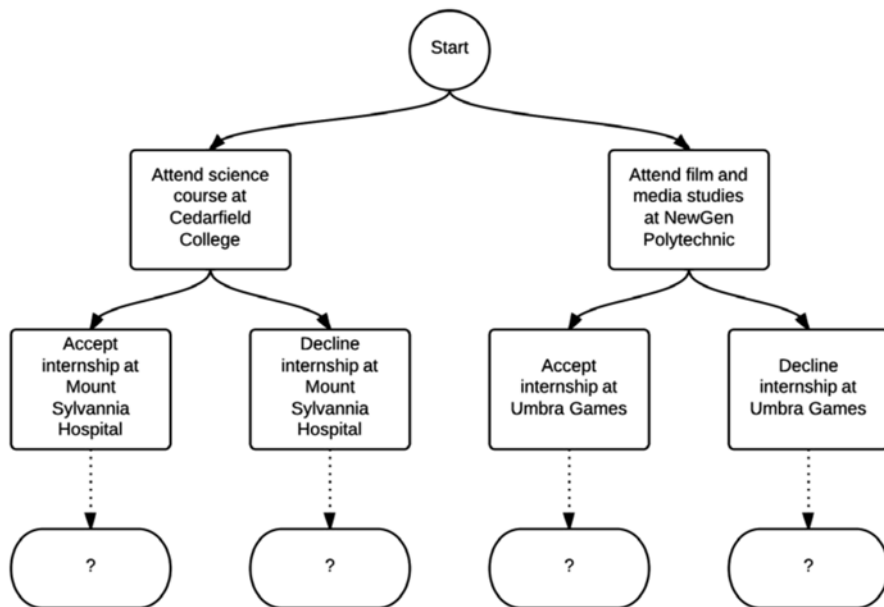 Start
Attend science
course at
Cedarfield
College
Attend film and
media studies
at NewGen
Polytechnic
Accept
internship at
Mount
Sylvannia
Hospital
Decline
internship at
Mount
Sylvannia
Hospital
Accept
internship at
Umbra Games
Decline
internship at
Umbra Games
?
?
?
?